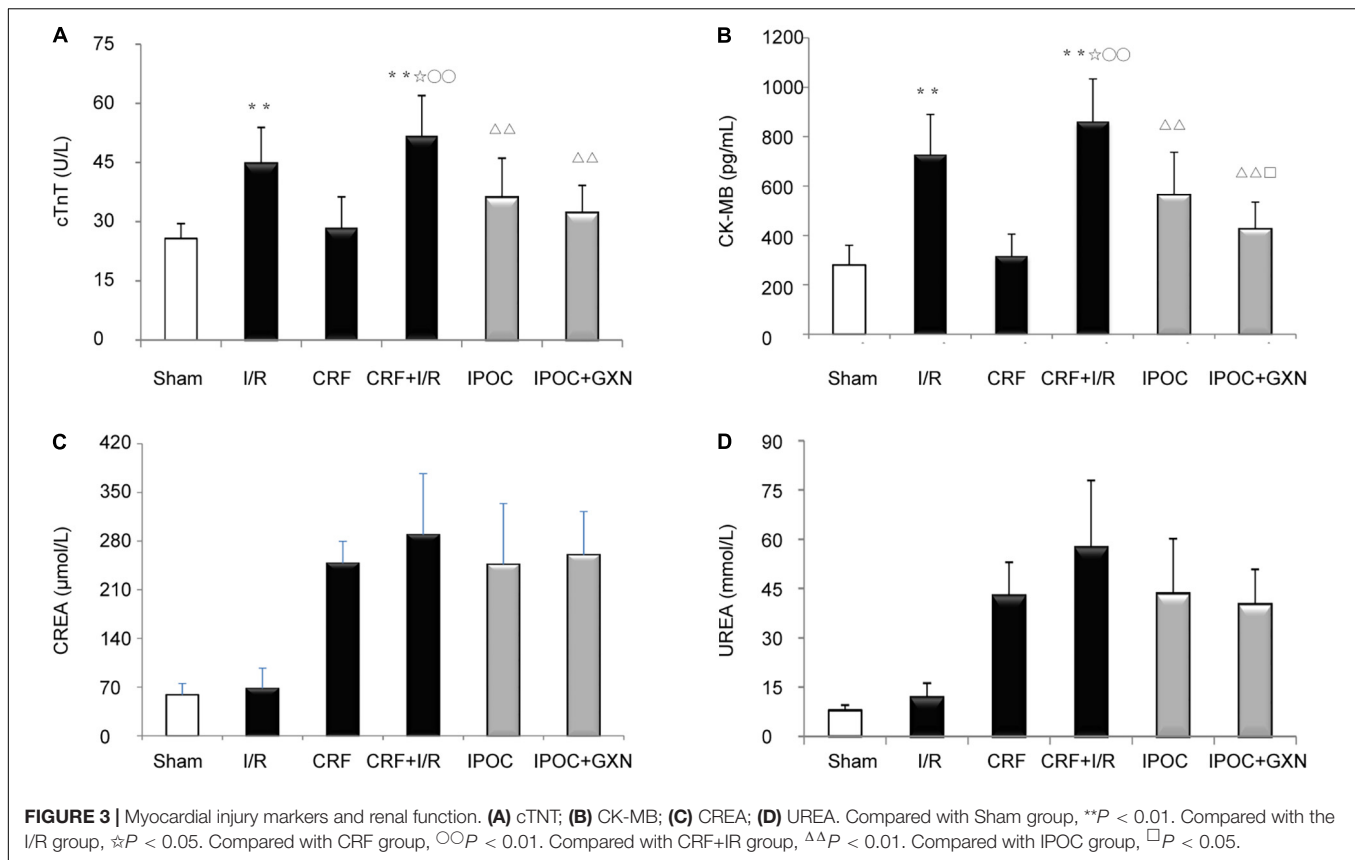 A
75
60
45
30
15
0
cTnT (U/L)
* *
* *☆○○
△△
△△
Sham I/R CRF CRF+I/R IPOC IPOC+GXN
B
1200
1000
800
600
400
200
0
CK-MB (pg/mL)
* *
* *☆○○
△△
△△□
Sham I/R CRF CRF+I/R IPOC IPOC+GXN
C
420
350
280
210
140
70
0
CREA (μmol/L)
Sham I/R CRF CRF+I/R IPOC IPOC+GXN
D
90
75
60
45
30
15
0
UREA (mmol/L)
Sham I/R CRF CRF+I/R IPOC IPOC+GXN
FIGURE 3 | Myocardial injury markers and renal function. (A) cTNT; (B) CK-MB; (C) CREA; (D) UREA. Compared with Sham group, **P < 0.01. Compared with the
I/R group, ☆P < 0.05. Compared with CRF group, ○○P < 0.01. Compared with CRF+IR group, △△P < 0.01. Compared with IPOC group, □P < 0.05.